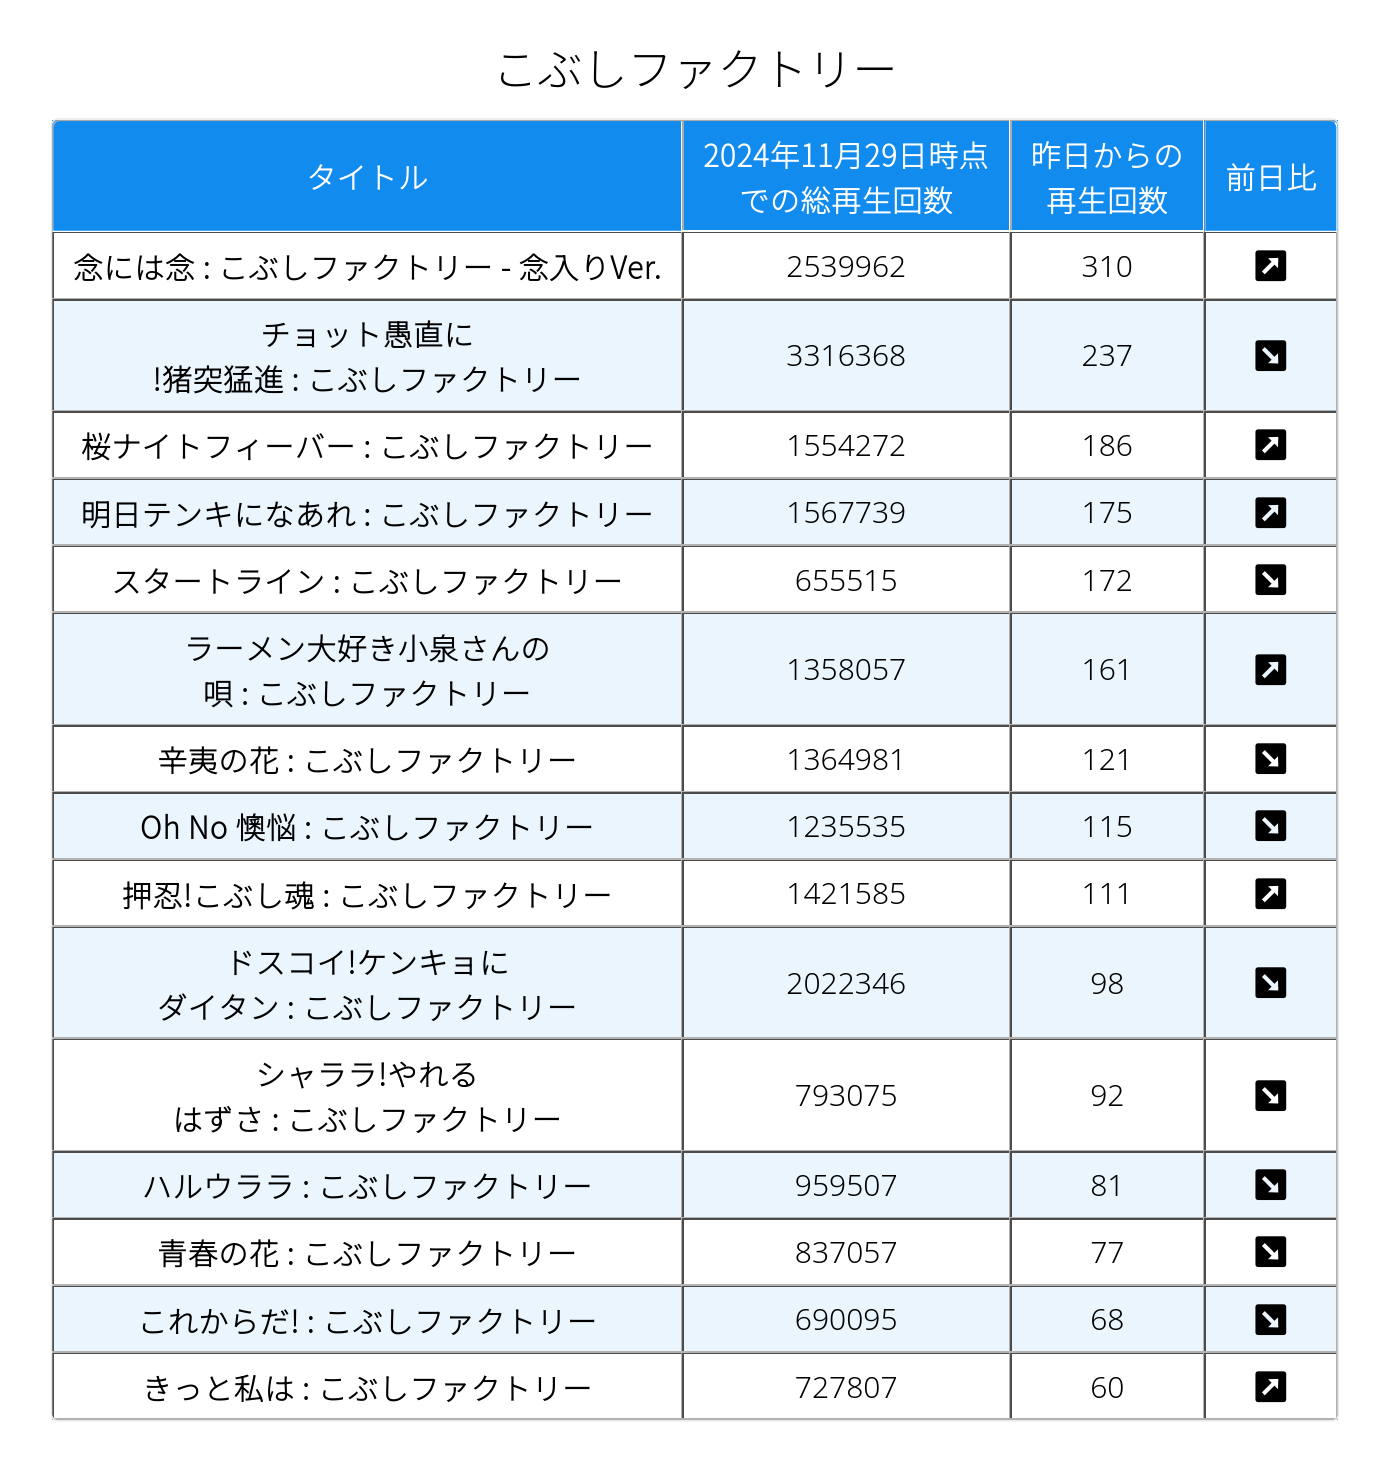 こぶしファクトリー
タイトル
2024年11月29日時点
での総再生回数
昨日からの
再生回数
前日比
念には念 : こぶしファクトリー - 念入りVer.
2539962
310
チョット愚直に
!猪突猛進 : こぶしファクトリー
3316368
237
桜ナイトフィーバー : こぶしファクトリー
1554272
186
明日テンキになあれ : こぶしファクトリー
1567739
175
スタートライン : こぶしファクトリー
655515
172
ラーメン大好き小泉さんの
唄 : こぶしファクトリー
1358057
161
辛夷の花 : こぶしファクトリー
1364981
121
Oh No 懊悩 : こぶしファクトリー
1235535
115
押忍!こぶし魂 : こぶしファクトリー
1421585
111
ドスコイ!ケンキョに
ダイタン : こぶしファクトリー
2022346
98
シャララ!やれる
はずさ : こぶしファクトリー
793075
92
ハルウララ : こぶしファクトリー
959507
81
青春の花 : こぶしファクトリー
837057
77
これからだ! : こぶしファクトリー
690095
68
きっと私は : こぶしファクトリー
727807
60